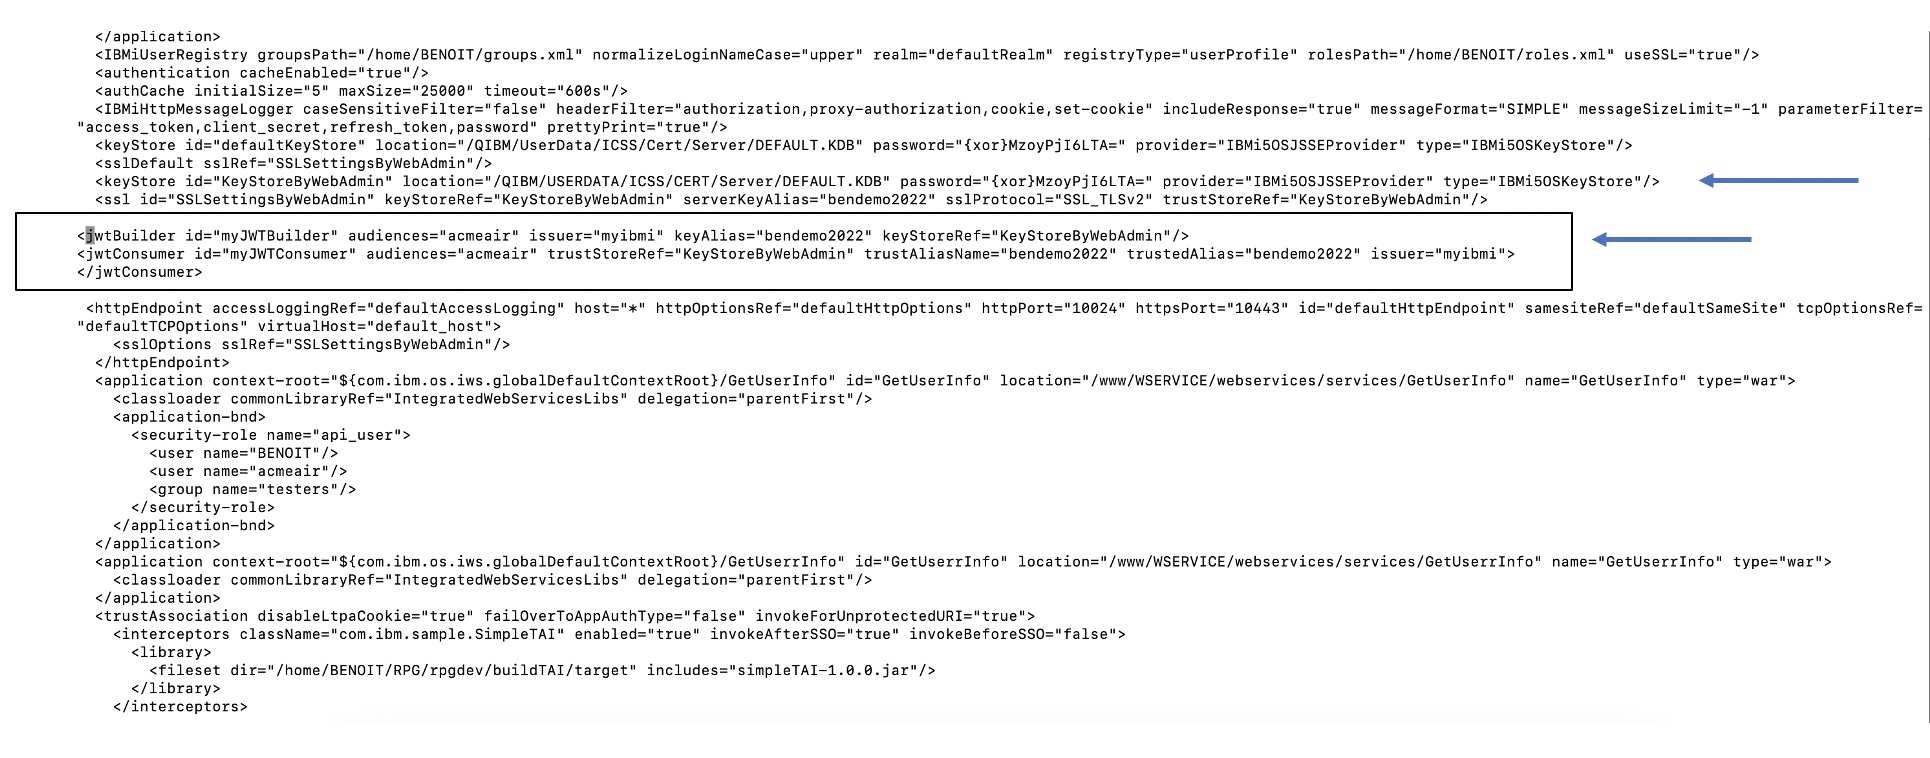 </application>
<IBMiUserRegistry groupsPath="/home/BENOIT/groups.xml" normalizeLoginNameCase="upper" realm="defaultRealm" registryType="userProfile" rolesPath="/home/BENOIT/roles.xml" useSSL="true"/>
<authentication cacheEnabled="true"/>
<authCache initialSize="5" maxSize="25000" timeout="600s"/>
<IBMiHttpMessageLogger caseSensitiveFilter="false" headerFilter="authorization,proxy-authorization,cookie,set-cookie" includeResponse="true" messageFormat="SIMPLE" messageSizeLimit="-1" parameterFilter=
"access_token,client_secret,refresh_token,password" prettyPrint="true"/>
<keyStore id="defaultKeyStore" location="/QIBM/UserData/ICSS/Cert/Server/DEFAULT.KDB" password="{xor}MzoyPjI6LTA=" provider="IBMi5OSJSSEProvider" type="IBMi5OSKeyStore"/>
<sslDefault sslRef="SSLSettingsByWebAdmin"/>
<keyStore id="KeyStoreByWebAdmin" location="/QIBM/USERDATA/ICSS/CERT/Server/DEFAULT.KDB" password="{xor}MzoyPjI6LTA=" provider="IBMi5OSJSSEProvider" type="IBMi5OSKeyStore"/>
<ssl id="SSLSettingsByWebAdmin" keyStoreRef="KeyStoreByWebAdmin" serverKeyAlias="bendemo2022" sslProtocol="SSL_TLSv2" trustStoreRef="KeyStoreByWebAdmin"/>
<jwtBuilder id="myJWTBuilder" audiences="acmeair" issuer="myibmi" keyAlias="bendemo2022" keyStoreRef="KeyStoreByWebAdmin"/>
<jwtConsumer id="myJWTConsumer" audiences="acmeair" trustStoreRef="KeyStoreByWebAdmin" trustAliasName="bendemo2022" trustedAlias="bendemo2022" issuer="myibmi">
</jwtConsumer>
<httpEndpoint accessLoggingRef="defaultAccessLogging" host="*" httpOptionsRef="defaultHttpOptions" httpPort="10024" httpsPort="10443" id="defaultHttpEndpoint" samesiteRef="defaultSameSite" tcpOptionsRef=
"defaultTCPOptions" virtualHost="default_host">
<sslOptions sslRef="SSLSettingsByWebAdmin"/>
</httpEndpoint>
<application context-root="${com.ibm.os.iws.globalDefaultContextRoot}/GetUserInfo" id="GetUserInfo" location="/www/WSERVICE/webservices/services/GetUserInfo" name="GetUserInfo" type="war">
<classloader commonLibraryRef="IntegratedWebServicesLibs" delegation="parentFirst"/>
<application-bnd>
<security-role name="api_user">
<user name="BENOIT"/>
<user name="acmeair"/>
<group name="testers"/>
</security-role>
</application-bnd>
</application>
<application context-root="${com.ibm.os.iws.globalDefaultContextRoot}/GetUserrInfo" id="GetUserrInfo" location="/www/WSERVICE/webservices/services/GetUserrInfo" name="GetUserrInfo" type="war">
<classloader commonLibraryRef="IntegratedWebServicesLibs" delegation="parentFirst"/>
</application>
<trustAssociation disableLtpaCookie="true" failOverToAppAuthType="false" invokeForUnprotectedURI="true">
<interceptors className="com.ibm.sample.SimpleTAI" enabled="true" invokeAfterSSO="true" invokeBeforeSSO="false">
<library>
<fileset dir="/home/BENOIT/RPG/rpgdev/buildTAI/target" includes="simpleTAI-1.0.0.jar"/>
</library>
</interceptors>